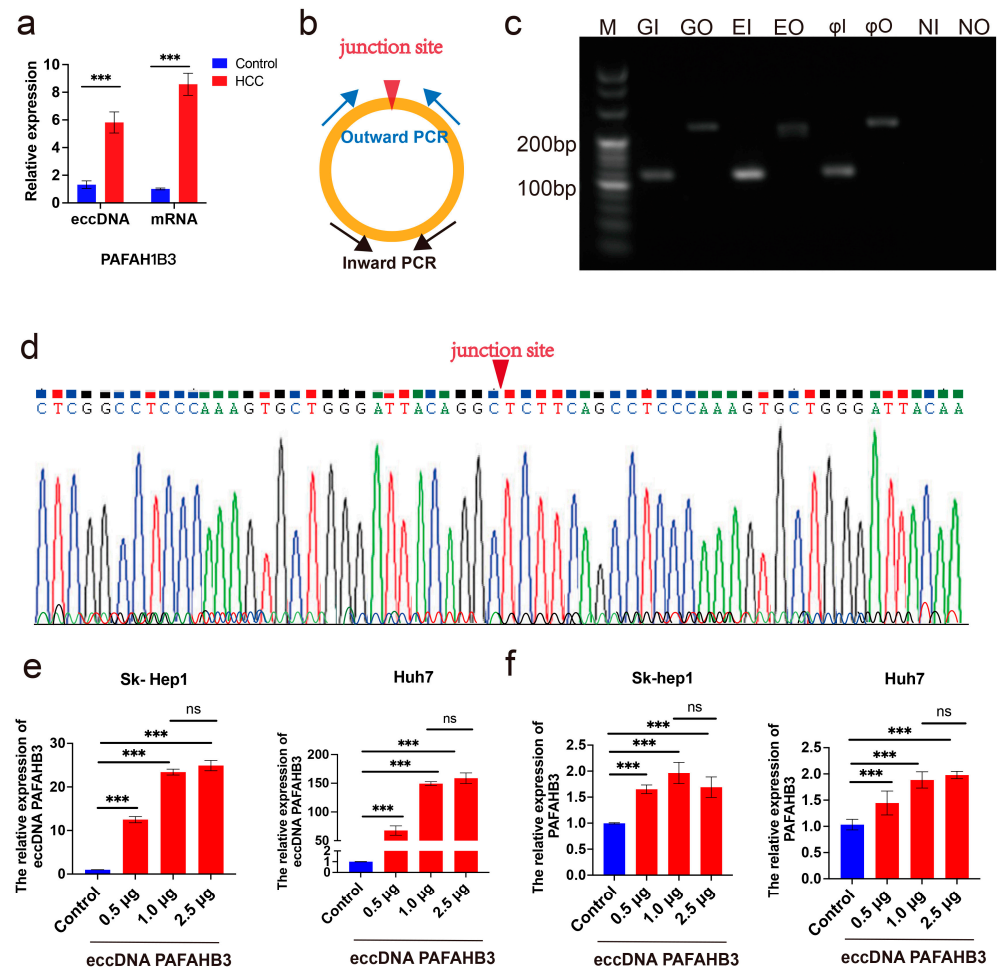 a
Control
HCC
***
***
Relative expression
10
8
6
4
2
0
eccDNA
mRNA
PAFAH1B3
b
junction site
Outward PCR
Inward PCR
c
M GI GO EI EO φI φO NI NO
200bp
100bp
d
junction site
CTCGGCCTCCCAAAGTGCTGGGATTACAGGCTCTTCAGCCTCCCAAAGTGCTGGGATTACAA
e
Sk- Hep1
The relative expression of
eccDNA PAFAHB3
30
20
10
0
***
***
***
ns
Control
0.5 μg
1.0 μg
2.5 μg
eccDNA PAFAHB3
Huh7
The relative expression of
eccDNA PAFAHB3
200
150
100
50
2
1
0
***
***
***
ns
Control
0.5 μg
1.0 μg
2.5 μg
eccDNA PAFAHB3
f
Sk-hep1
The relative expression of
PAFAHB3
2.5
2.0
1.5
1.0
0.5
0.0
***
***
***
ns
Control
0.5 μg
1.0 μg
2.5 μg
eccDNA PAFAHB3
Huh7
The relative expression of
PAFAHB3
2.5
2.0
1.5
1.0
0.5
0.0
***
***
***
ns
Control
0.5 μg
1.0 μg
2.5 μg
eccDNA PAFAHB3